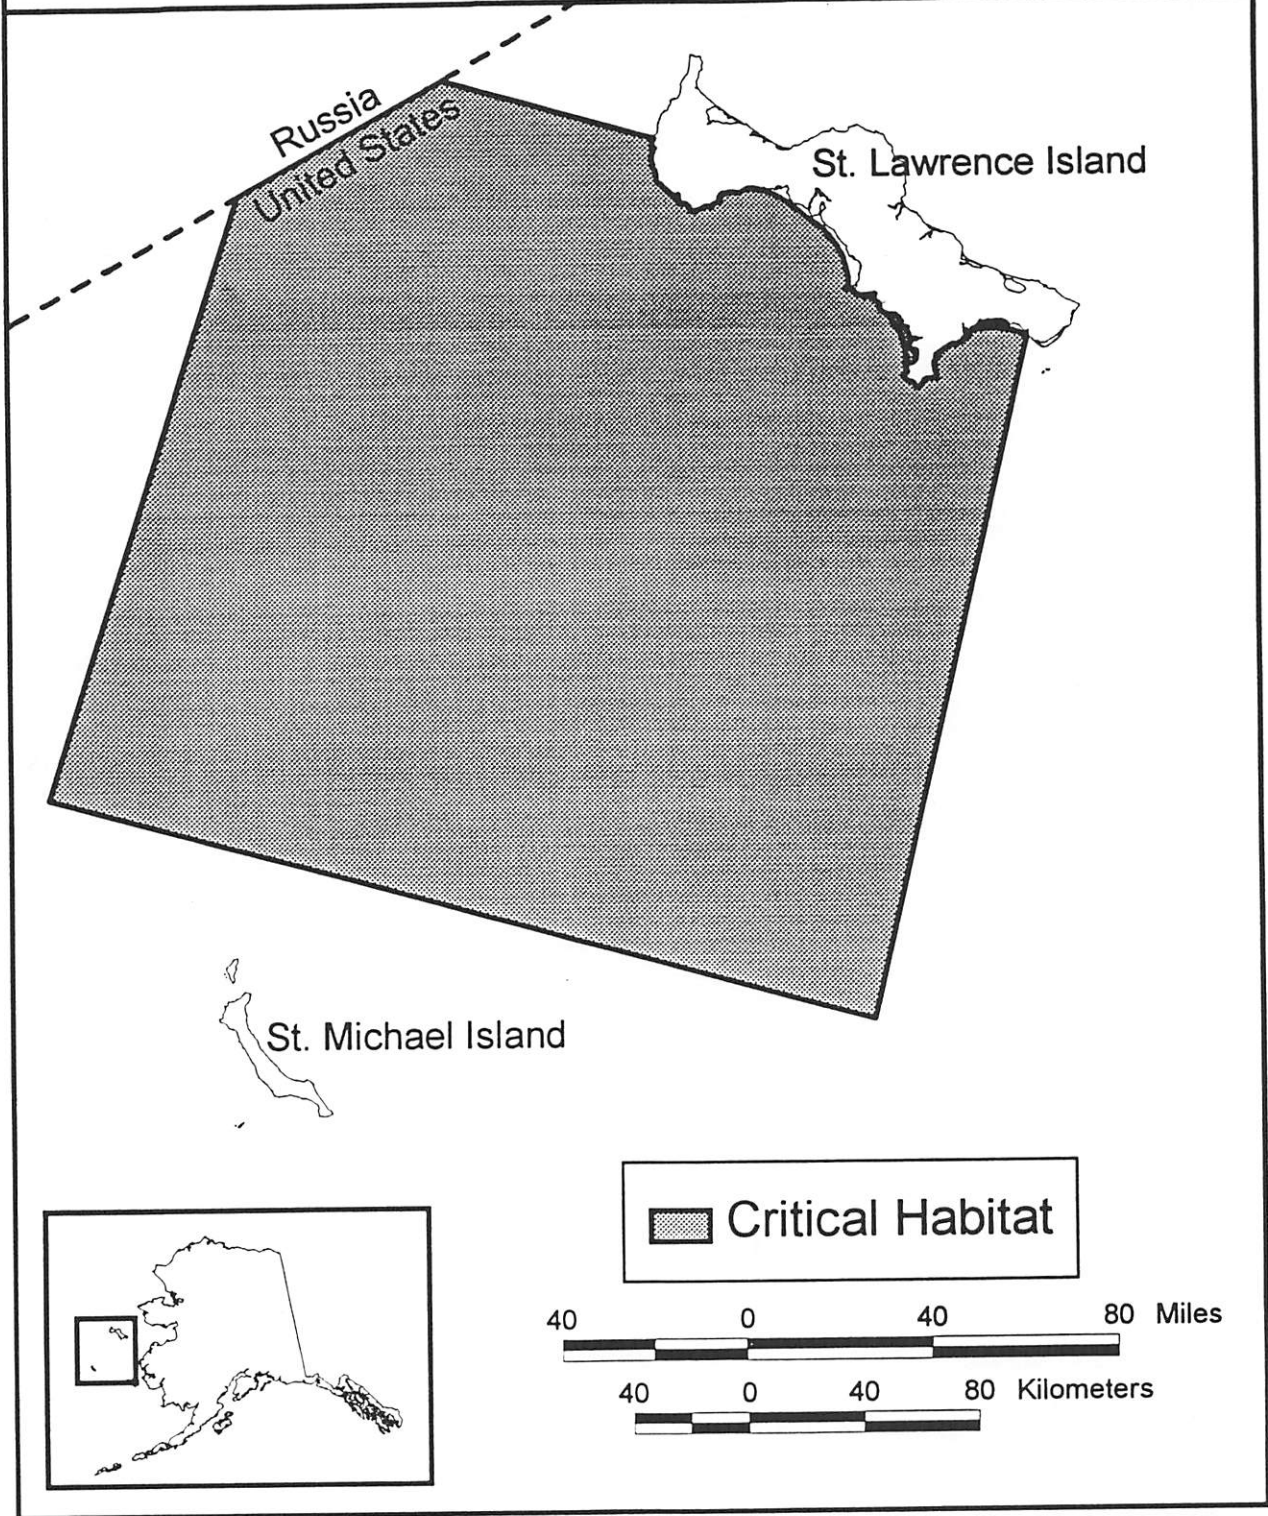 Russia
United States
St. Lawrence Island
St. Michael Island
Critical Habitat
40 0 40 80 Miles
40 0 40 80 Kilometers